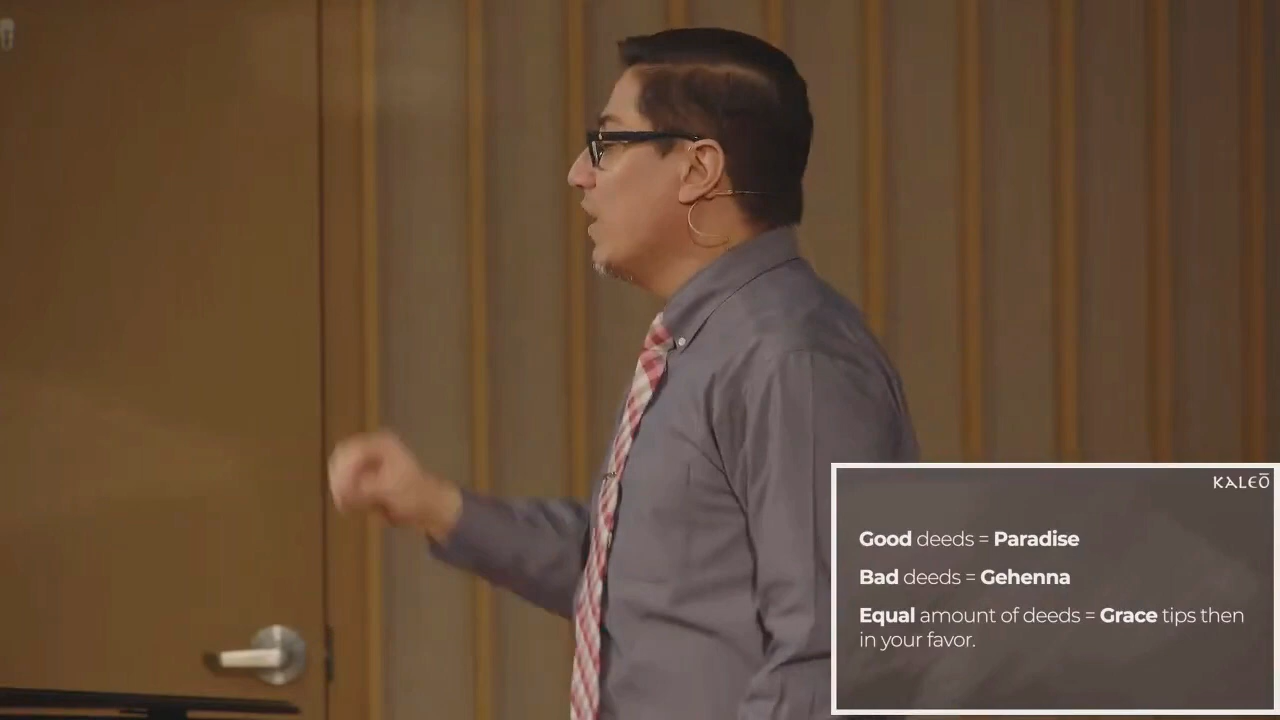 KALEŌ
Good deeds = Paradise
Bad deeds = Gehenna
Equal amount of deeds = Grace tips then
in your favor.